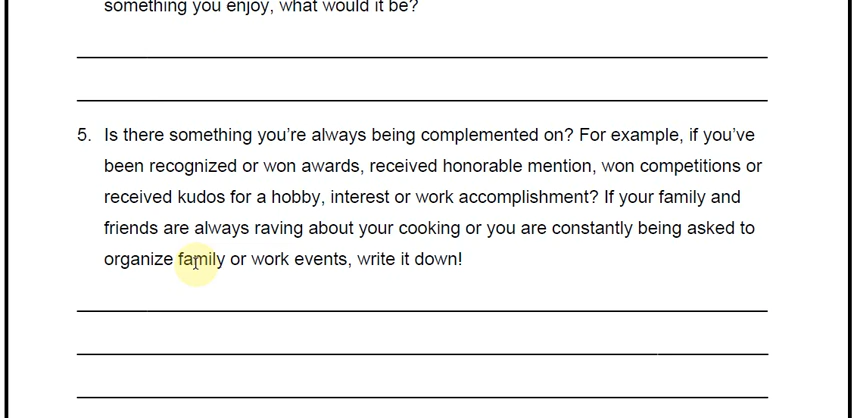 something you enjoy, what would it be?
5. Is there something you're always being complemented on? For example, if you've
been recognized or won awards, received honorable mention, won competitions or
received kudos for a hobby, interest or work accomplishment? If your family and
friends are always raving about your cooking or you are constantly being asked to
organize family or work events, write it down!